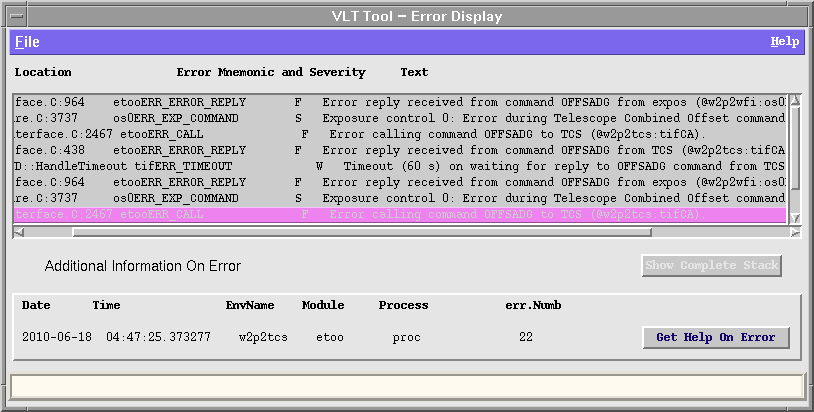 VLT Tool – Error Display
File Help
Location Error Mnemonic and Severity Text
face.C:964 etooERR_ERROR_REPLY F Error reply received from command OFFSADG from expos (@w2p2wfi:os0
re.C:3737 os0ERR_EXP_COMMAND S Exposure control 0: Error during Telescope Combined Offset command
terface.C:2467 etooERR_CALL F Error calling command OFFSADG to TCS (@w2p2tcs:tifCA).
face.C:438 etooERR_ERROR_REPLY F Error reply received from command OFFSADG from TCS (@w2p2tcs:tifCA
D::HandleTimeout tifERR_TIMEOUT W Timeout (60 s) on waiting for reply to OFFSADG command from TCS
face.C:964 etooERR_ERROR_REPLY F Error reply received from command OFFSADG from expos (@w2p2wfi:os0
re.C:3737 os0ERR_EXP_COMMAND S Exposure control 0: Error during Telescope Combined Offset command
terface.C:2467 etooERR_CALL F Error calling command OFFSADG to TCS (@w2p2tcs:tifCA).
Additional Information On Error Show Complete Stack
Date Time EnvName Module Process err.Numb
2010-06-18 04:47:25.373277 w2p2tcs etoo proc 22 Get Help On Error